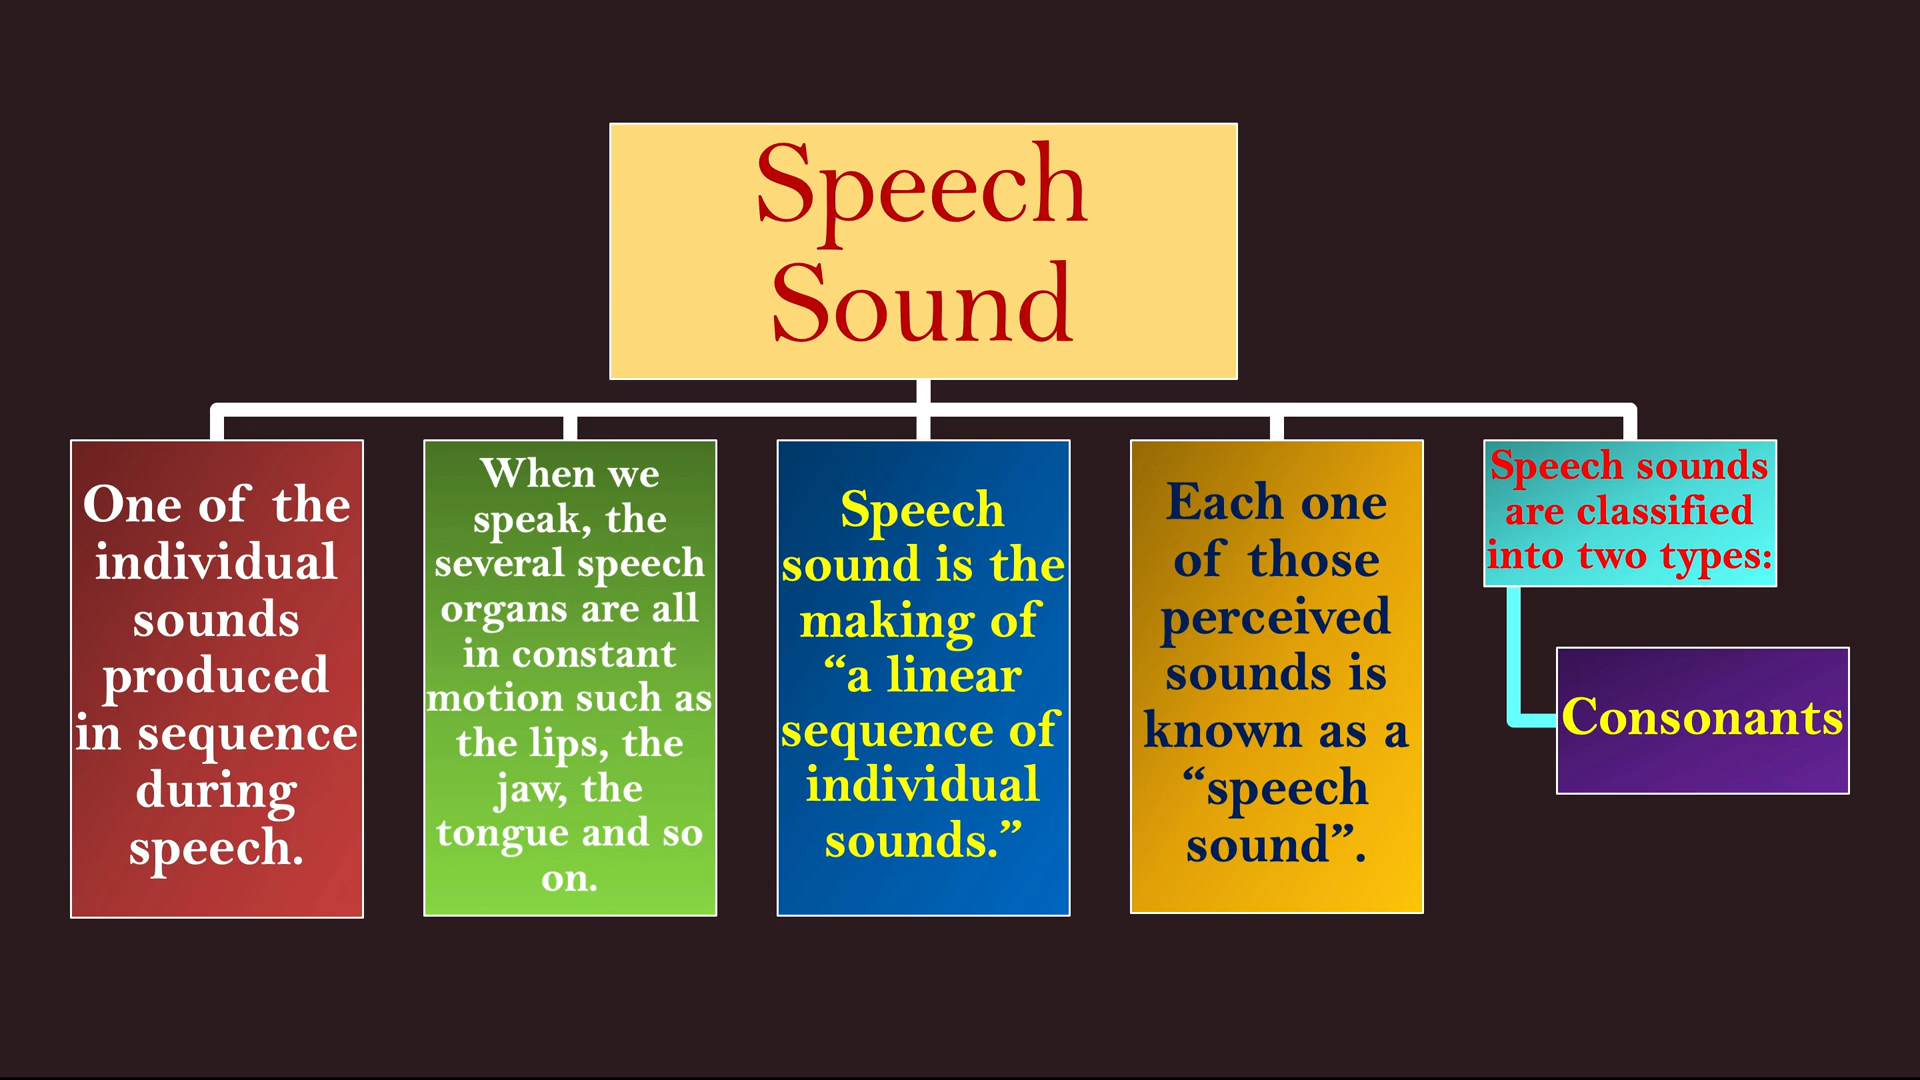 Speech
Sound
One of the
individual
sounds
produced
in sequence
during
speech.
When we
speak, the
several speech
organs are all
in constant
motion such as
the lips, the
jaw, the
tongue and so
on.
Speech
sound is the
making of
“a linear
sequence of
individual
sounds.”
Each one
of those
perceived
sounds is
known as a
“speech
sound”.
Speech sounds
are classified
into two types:
Consonants